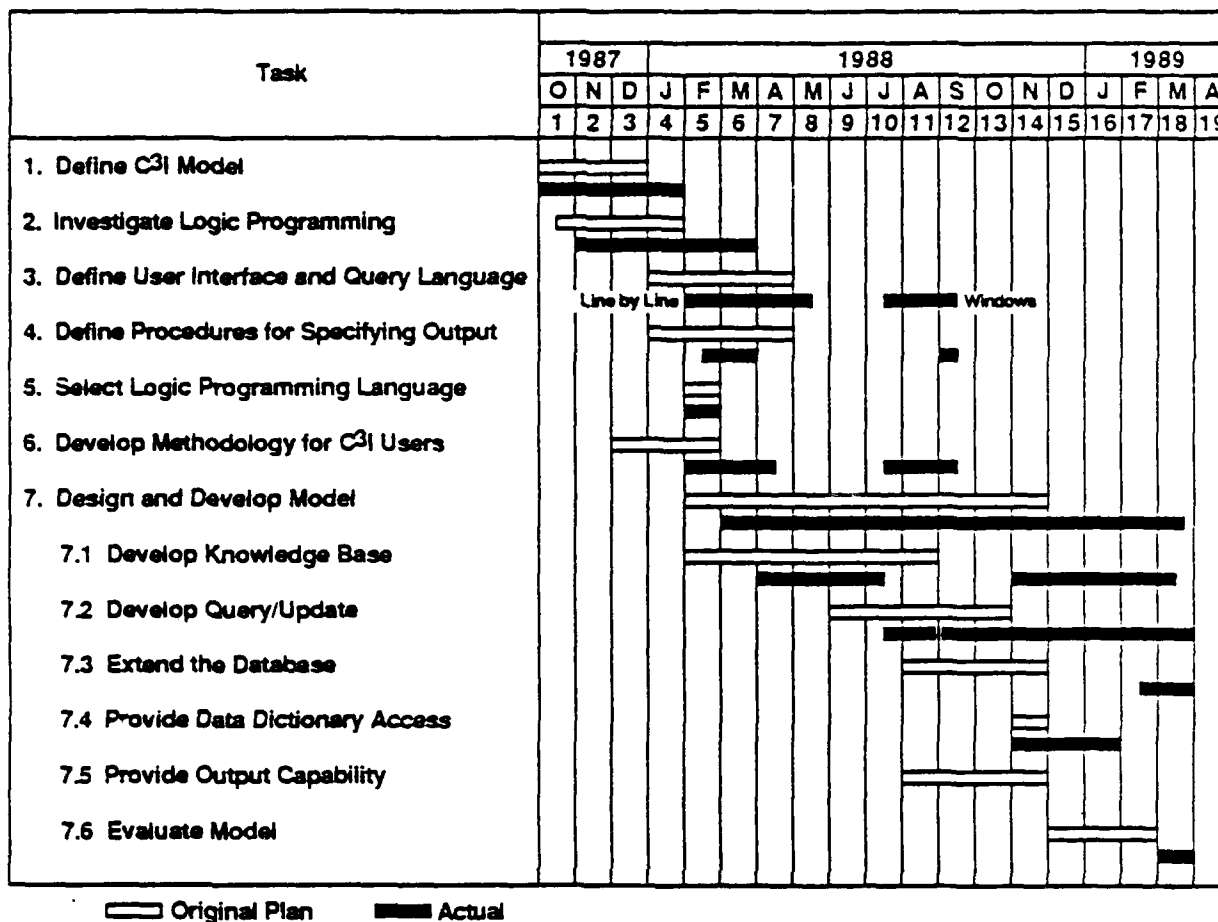 Task
1987 1988 1989
O N D J F M A M J J A S O N D J F M A
1 2 3 4 5 6 7 8 9 10 11 12 13 14 15 16 17 18 19
1. Define C³I Model
2. Investigate Logic Programming
3. Define User Interface and Query Language
Line by Line Windows
4. Define Procedures for Specifying Output
5. Select Logic Programming Language
6. Develop Methodology for C³I Users
7. Design and Develop Model
7.1 Develop Knowledge Base
7.2 Develop Query/Update
7.3 Extend the Database
7.4 Provide Data Dictionary Access
7.5 Provide Output Capability
7.6 Evaluate Model
Original Plan Actual